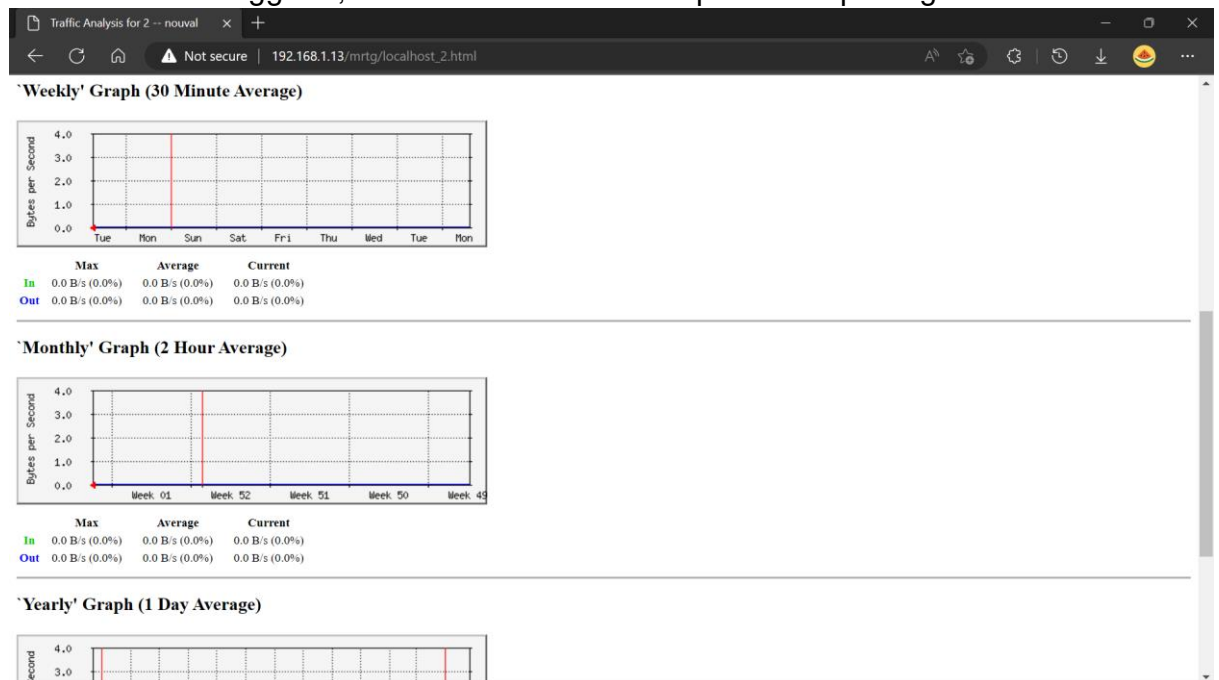 Traffic Analysis for 2 -- nouval
Not secure | 192.168.1.13/mrtg/localhost_2.html
`Weekly' Graph (30 Minute Average)
Bytes per Second
4.0
3.0
2.0
1.0
0.0
Tue Mon Sun Sat Fri Thu Wed Tue Mon
Max Average Current
In 0.0 B/s (0.0%) 0.0 B/s (0.0%) 0.0 B/s (0.0%)
Out 0.0 B/s (0.0%) 0.0 B/s (0.0%) 0.0 B/s (0.0%)
`Monthly' Graph (2 Hour Average)
Bytes per Second
4.0
3.0
2.0
1.0
0.0
Week 01 Week 52 Week 51 Week 50 Week 49
Max Average Current
In 0.0 B/s (0.0%) 0.0 B/s (0.0%) 0.0 B/s (0.0%)
Out 0.0 B/s (0.0%) 0.0 B/s (0.0%) 0.0 B/s (0.0%)
`Yearly' Graph (1 Day Average)
4.0
3.0